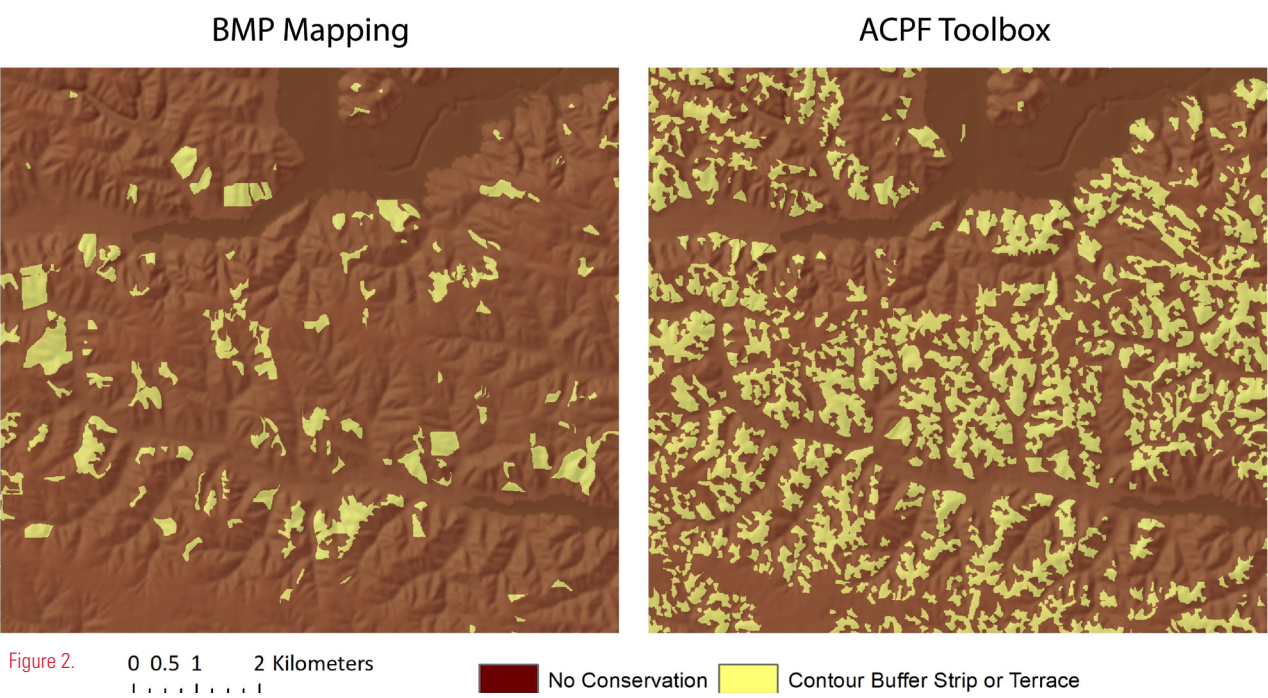 BMP Mapping
ACPF Toolbox
Figure 2.
0 0.5 1 2 Kilometers
No Conservation
Contour Buffer Strip or Terrace